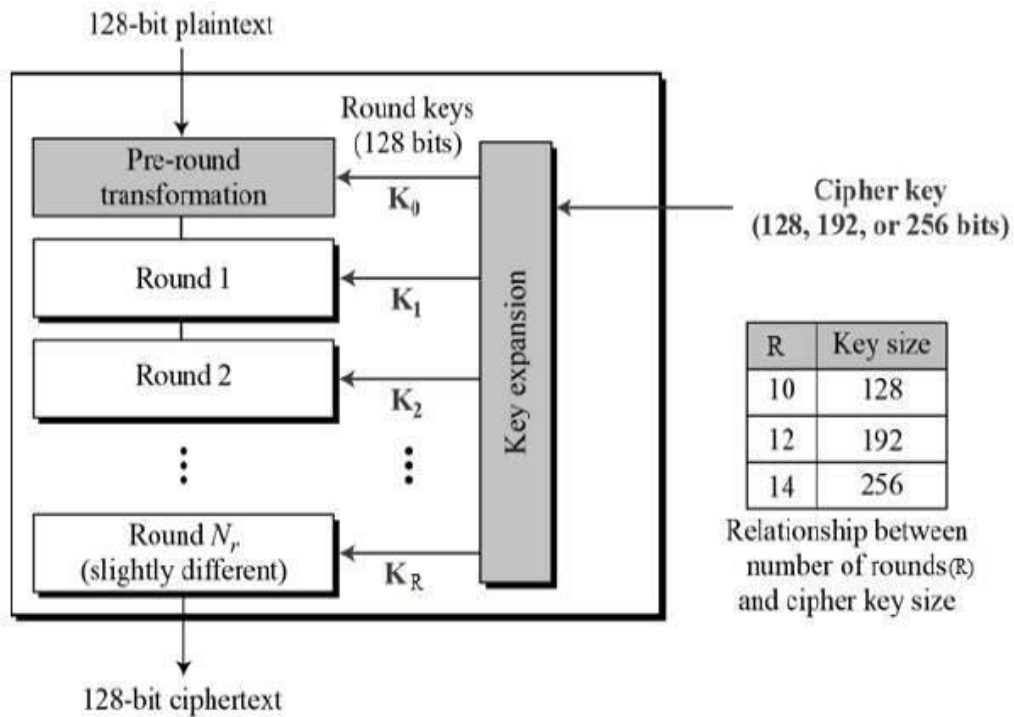 128-bit plaintext
Round keys
(128 bits)
Pre-round
transformation
K₀
Cipher key
(128, 192, or 256 bits)
Round 1
K₁
Key expansion
Round 2
K₂
R Key size
10 128
12 192
14 256
Relationship between
number of rounds(R)
and cipher key size
Round Nᵣ
(slightly different)
K_R
128-bit ciphertext